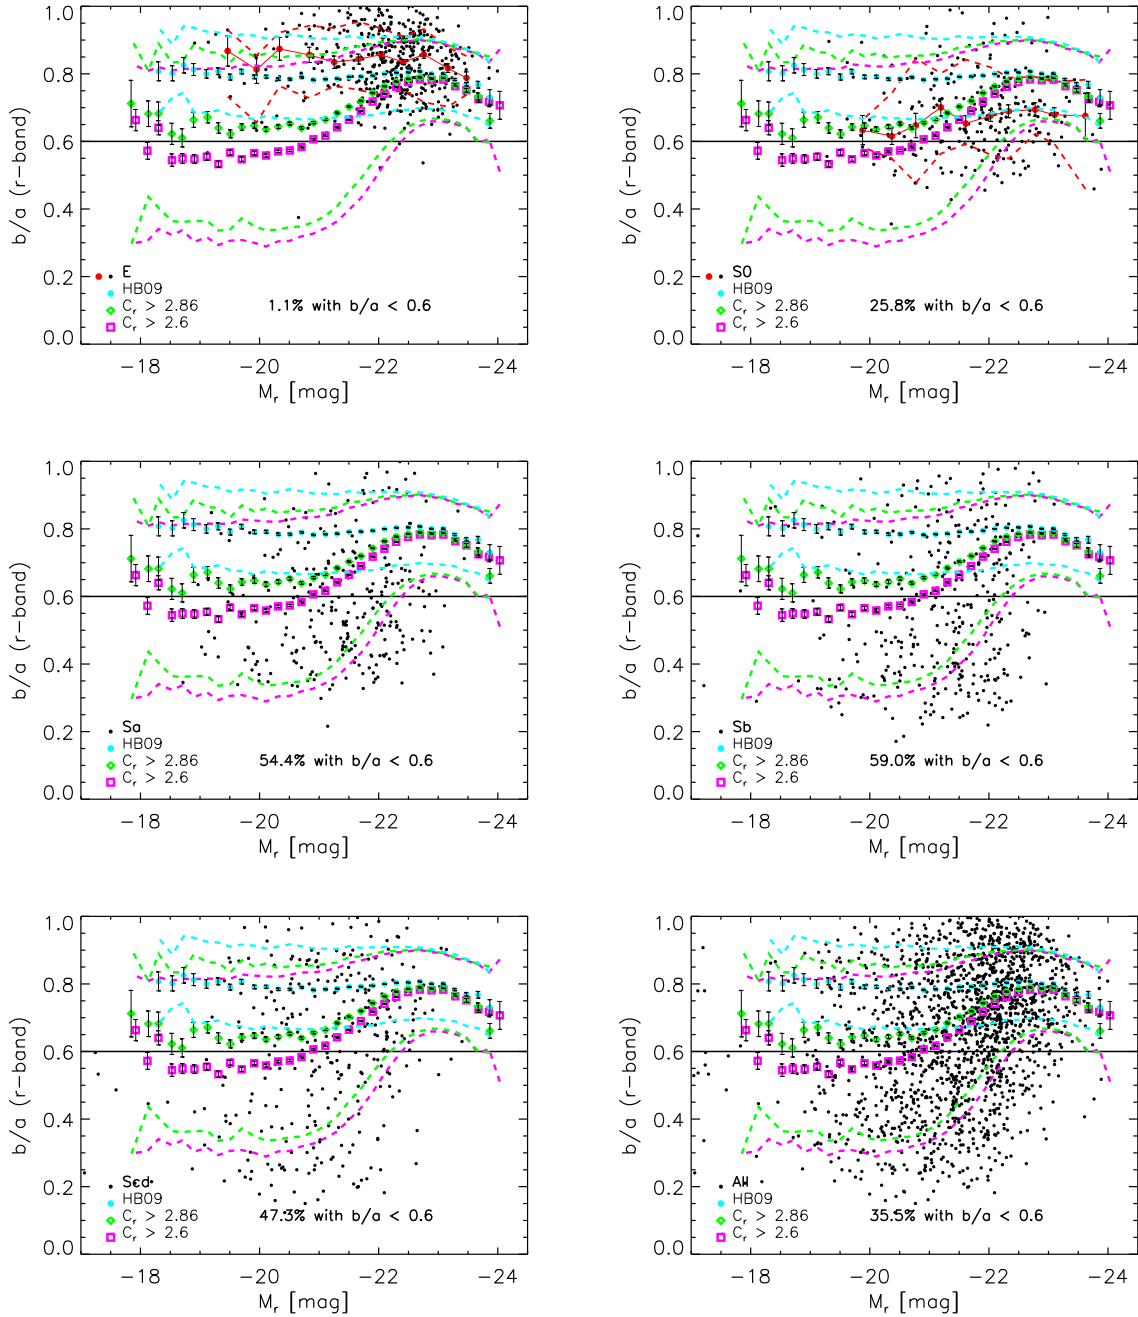 1.0
0.8
0.6
0.4
0.2
0.0
b/a (r-band)
E
HB09
C_r > 2.86
C_r > 2.6
1.1% with b/a < 0.6
-18 -20 -22 -24
M_r [mag]
1.0
0.8
0.6
0.4
0.2
0.0
b/a (r-band)
S0
HB09
C_r > 2.86
C_r > 2.6
25.8% with b/a < 0.6
-18 -20 -22 -24
M_r [mag]
1.0
0.8
0.6
0.4
0.2
0.0
b/a (r-band)
Sa
HB09
C_r > 2.86
C_r > 2.6
54.4% with b/a < 0.6
-18 -20 -22 -24
M_r [mag]
1.0
0.8
0.6
0.4
0.2
0.0
b/a (r-band)
Sb
HB09
C_r > 2.86
C_r > 2.6
59.0% with b/a < 0.6
-18 -20 -22 -24
M_r [mag]
1.0
0.8
0.6
0.4
0.2
0.0
b/a (r-band)
Scd
HB09
C_r > 2.86
C_r > 2.6
47.3% with b/a < 0.6
-18 -20 -22 -24
M_r [mag]
1.0
0.8
0.6
0.4
0.2
0.0
b/a (r-band)
All
HB09
C_r > 2.86
C_r > 2.6
35.5% with b/a < 0.6
-18 -20 -22 -24
M_r [mag]